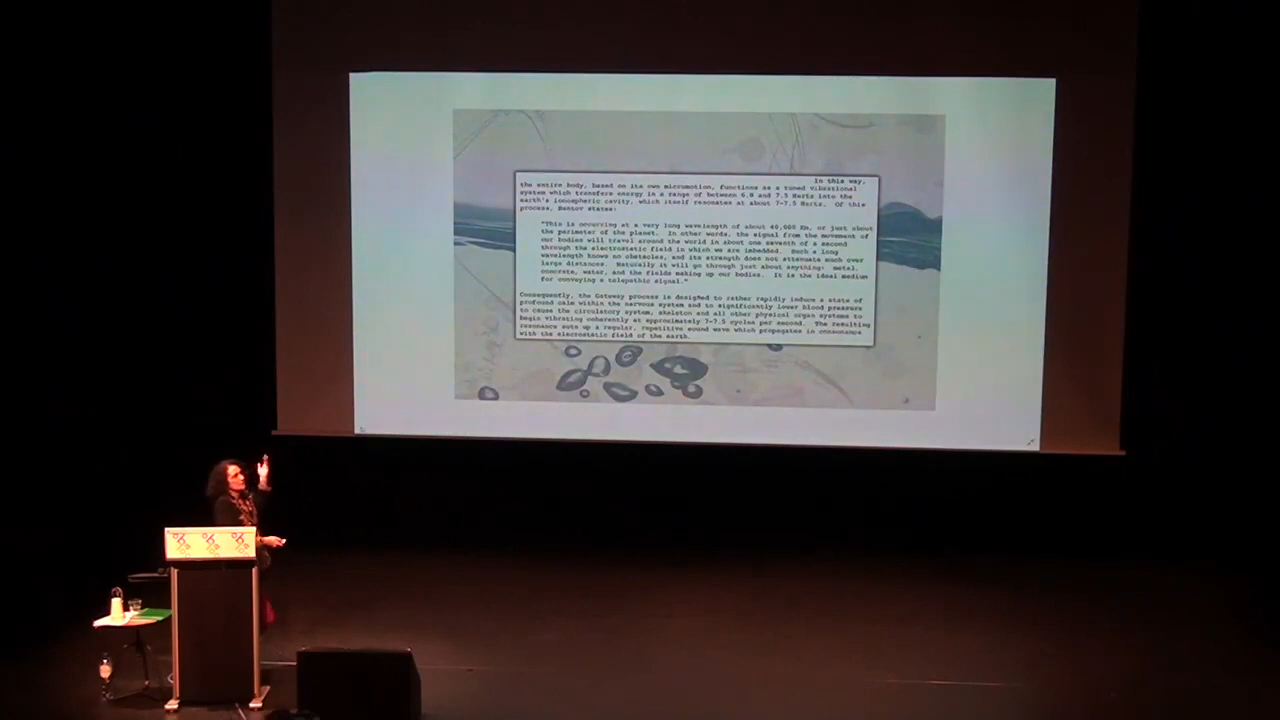 In this way,
the entire body, based on its own micromotion, functions as a tuned vibrational
system which transfers energy in a range of between 6.8 and 7.5 Hertz into the
earth's ionospheric cavity, which itself resonates at about 7-7.5 Hertz. Of this
process, Bentov states:
"This is occurring at a very long wavelength of about 40,000 Km, or just about
the perimeter of the planet. In other words, the signal from the movement of
our bodies will travel around the world in about one seventh of a second
through the electrostatic field in which we are imbedded. Such a long
wavelength knows no obstacles, and its strength does not attenuate much over
large distances. Naturally it will go through just about anything: metal,
concrete, water, and the fields making up our bodies. It is the ideal medium
for conveying a telepathic signal."
Consequently, the Gateway process is designed to rather rapidly induce a state of
profound calm within the nervous system and to significantly lower blood pressure
to cause the circulatory system, skeleton and all other physical organ systems to
begin vibrating coherently at approximately 7-7.5 cycles per second. The resulting
resonance sets up a regular, repetitive sound wave which propagates in consonance
with the electrostatic field of the earth.